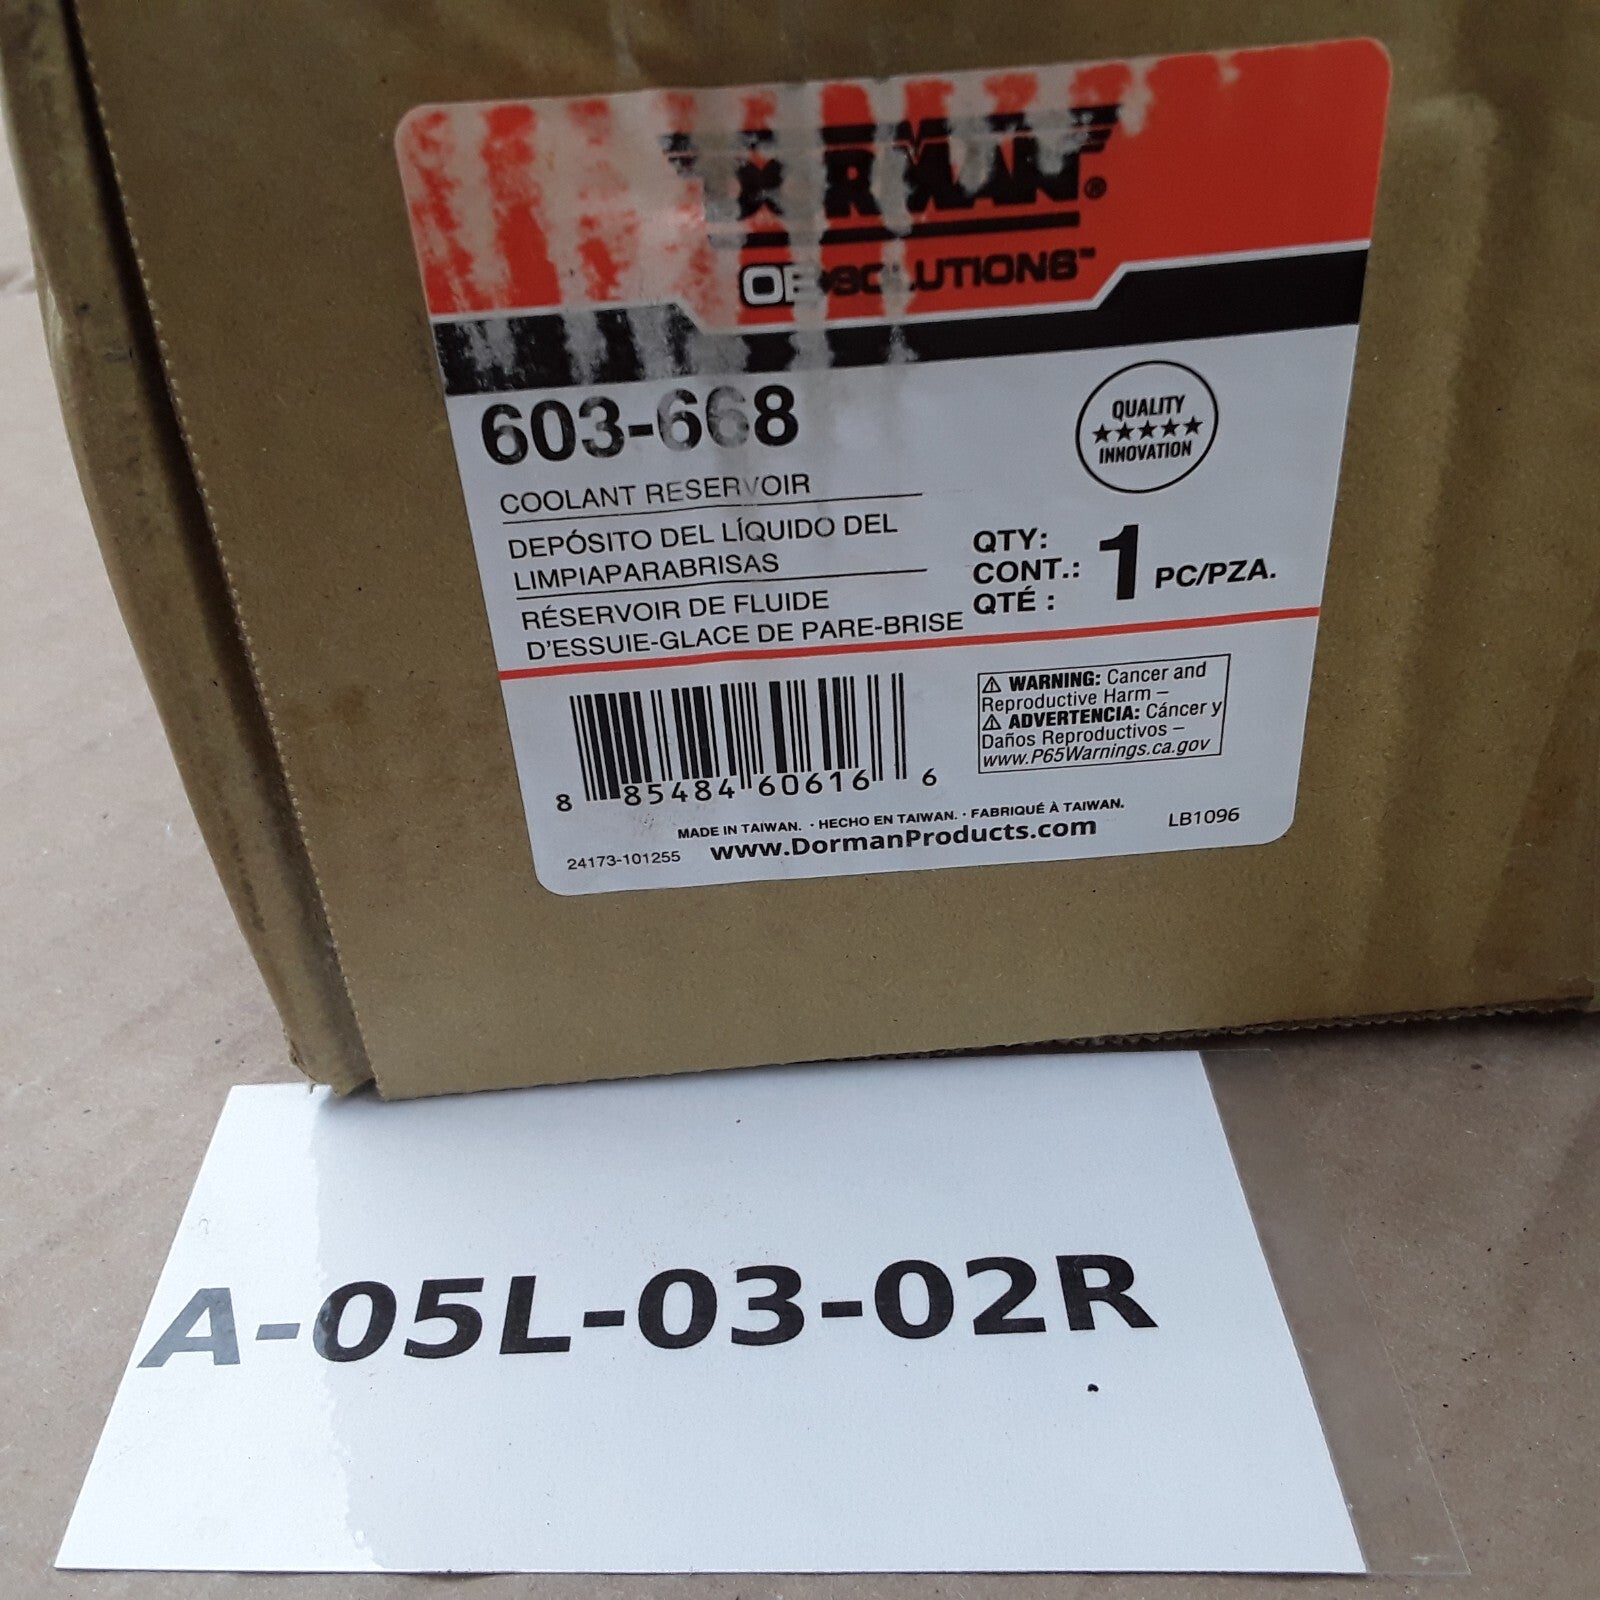 DORMAN®
OE SOLUTIONS™
603-668
COOLANT RESERVOIR
DEPÓSITO DEL LÍQUIDO DEL
LIMPIAPARABRISAS
RÉSERVOIR DE FLUIDE
D'ESSUIE-GLACE DE PARE-BRISE
QUALITY
★★★★★
INNOVATION
QTY:
CONT.:
QTÉ :
1 PC/PZA.
⚠ WARNING: Cancer and
Reproductive Harm –
⚠ ADVERTENCIA: Cáncer y
Daños Reproductivos –
www.P65Warnings.ca.gov
8 85484 60616 6
MADE IN TAIWAN. · HECHO EN TAIWAN. · FABRIQUÉ À TAIWAN.
24173-101255 www.DormanProducts.com LB1096
A-05L-03-02R